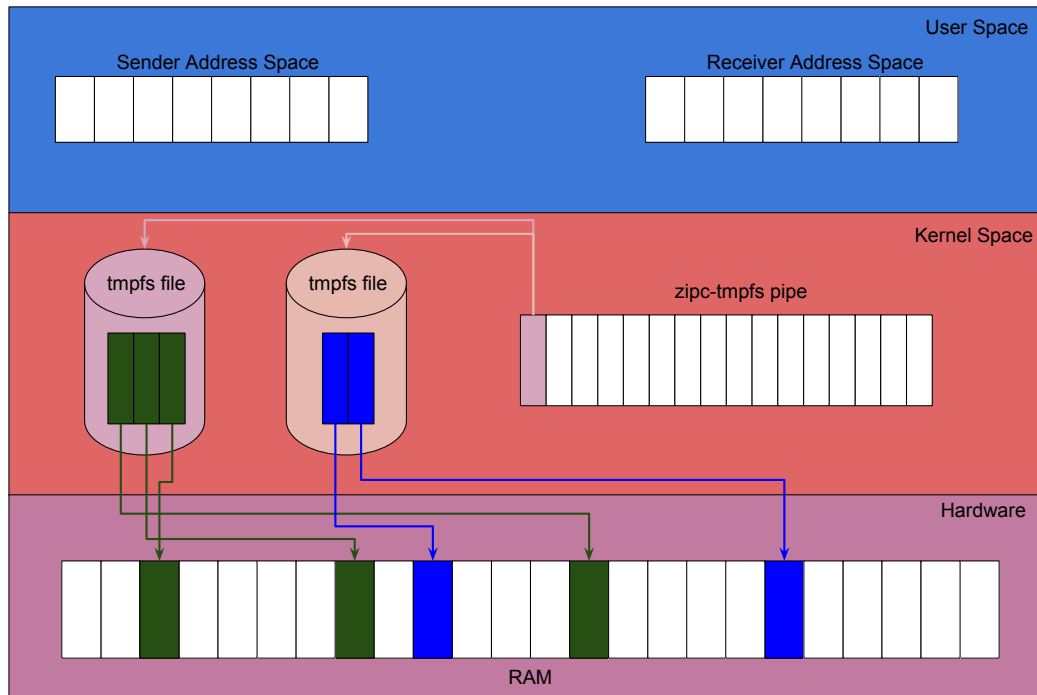 User Space
Sender Address Space
Receiver Address Space
Kernel Space
tmpfs file
tmpfs file
zipc-tmpfs pipe
Hardware
RAM